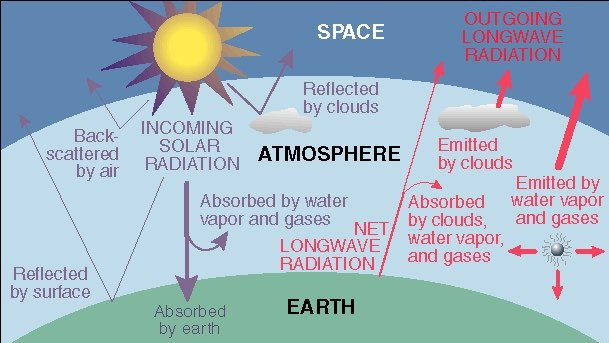 SPACE
OUTGOING
LONGWAVE
RADIATION
Reflected
by clouds
Back-
scattered
by air
INCOMING
SOLAR
RADIATION
ATMOSPHERE
Emitted
by clouds
Emitted by
water vapor
and gases
Absorbed by water
vapor and gases
NET
LONGWAVE
RADIATION
Absorbed
by clouds,
water vapor,
and gases
Reflected
by surface
Absorbed
by earth
EARTH